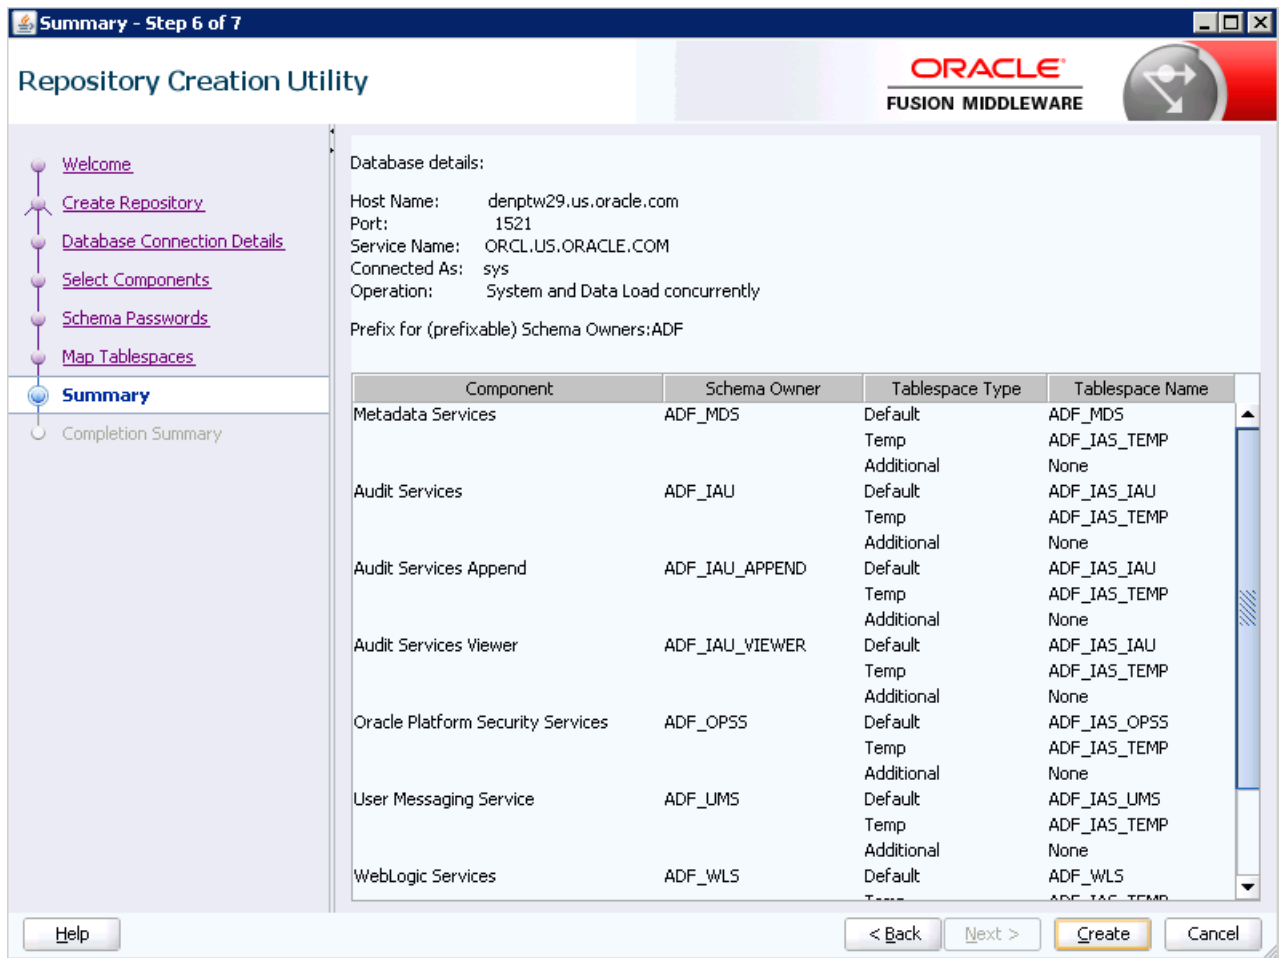 Summary - Step 6 of 7
Repository Creation Utility
ORACLE
FUSION MIDDLEWARE
Welcome
Create Repository
Database Connection Details
Select Components
Schema Passwords
Map Tablespaces
Summary
Completion Summary
Database details:
Host Name: denptw29.us.oracle.com
Port: 1521
Service Name: ORCL.US.ORACLE.COM
Connected As: sys
Operation: System and Data Load concurrently
Prefix for (prefixable) Schema Owners:ADF
Component Schema Owner Tablespace Type Tablespace Name
Metadata Services ADF_MDS Default ADF_MDS
Temp ADF_IAS_TEMP
Additional None
Audit Services ADF_IAU Default ADF_IAS_IAU
Temp ADF_IAS_TEMP
Additional None
Audit Services Append ADF_IAU_APPEND Default ADF_IAS_IAU
Temp ADF_IAS_TEMP
Additional None
Audit Services Viewer ADF_IAU_VIEWER Default ADF_IAS_IAU
Temp ADF_IAS_TEMP
Additional None
Oracle Platform Security Services ADF_OPSS Default ADF_IAS_OPSS
Temp ADF_IAS_TEMP
Additional None
User Messaging Service ADF_UMS Default ADF_IAS_UMS
Temp ADF_IAS_TEMP
Additional None
WebLogic Services ADF_WLS Default ADF_WLS
Temp ADF_IAS_TEMP
Help < Back Next > Create Cancel